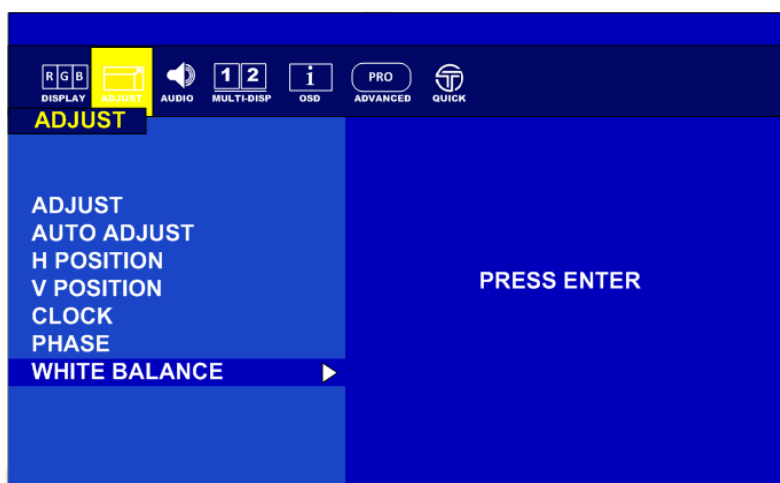 R G B
1 2
i
PRO
DISPLAY ADJUST AUDIO MULTI-DISP OSD ADVANCED QUICK
ADJUST
ADJUST
AUTO ADJUST
H POSITION
V POSITION
CLOCK
PHASE
WHITE BALANCE
PRESS ENTER